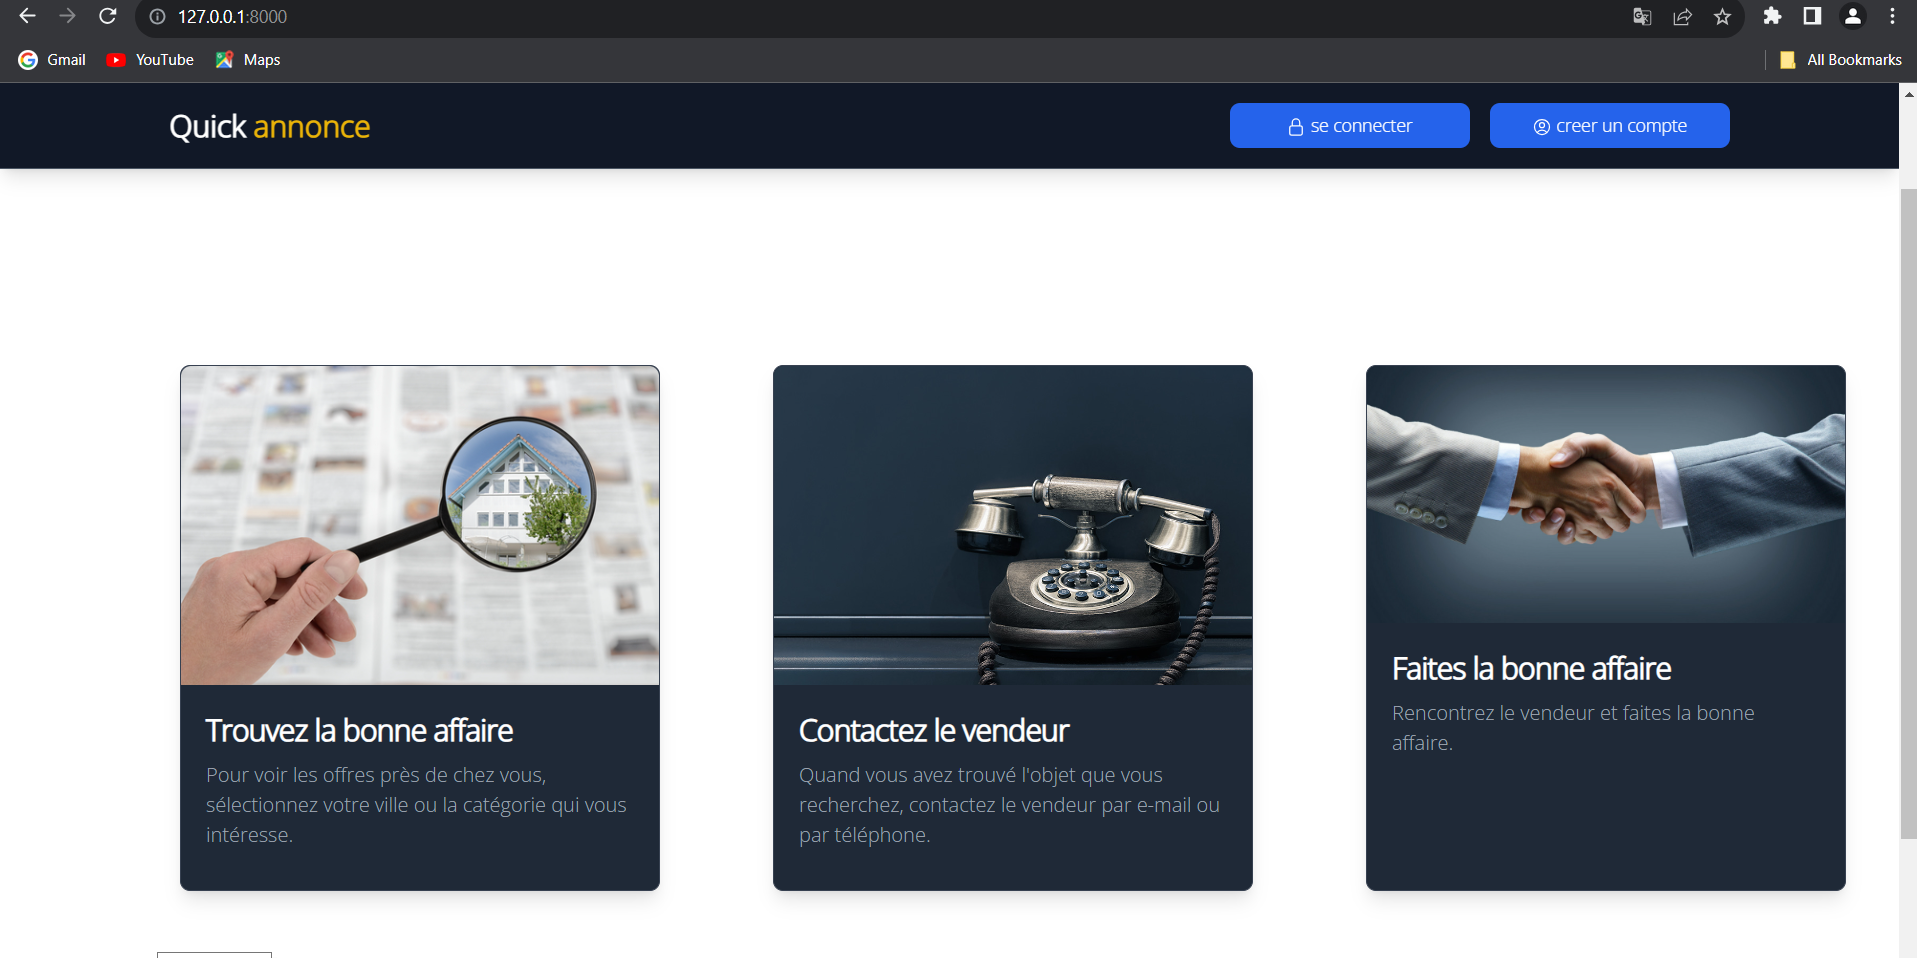 127.0.0.1:8000
Gmail YouTube Maps All Bookmarks
Quick annonce se connecter creer un compte
Trouvez la bonne affaire
Pour voir les offres près de chez vous,
sélectionnez votre ville ou la catégorie qui vous
intéresse.
Contactez le vendeur
Quand vous avez trouvé l'objet que vous
recherchez, contactez le vendeur par e-mail ou
par téléphone.
Faites la bonne affaire
Rencontrez le vendeur et faites la bonne
affaire.